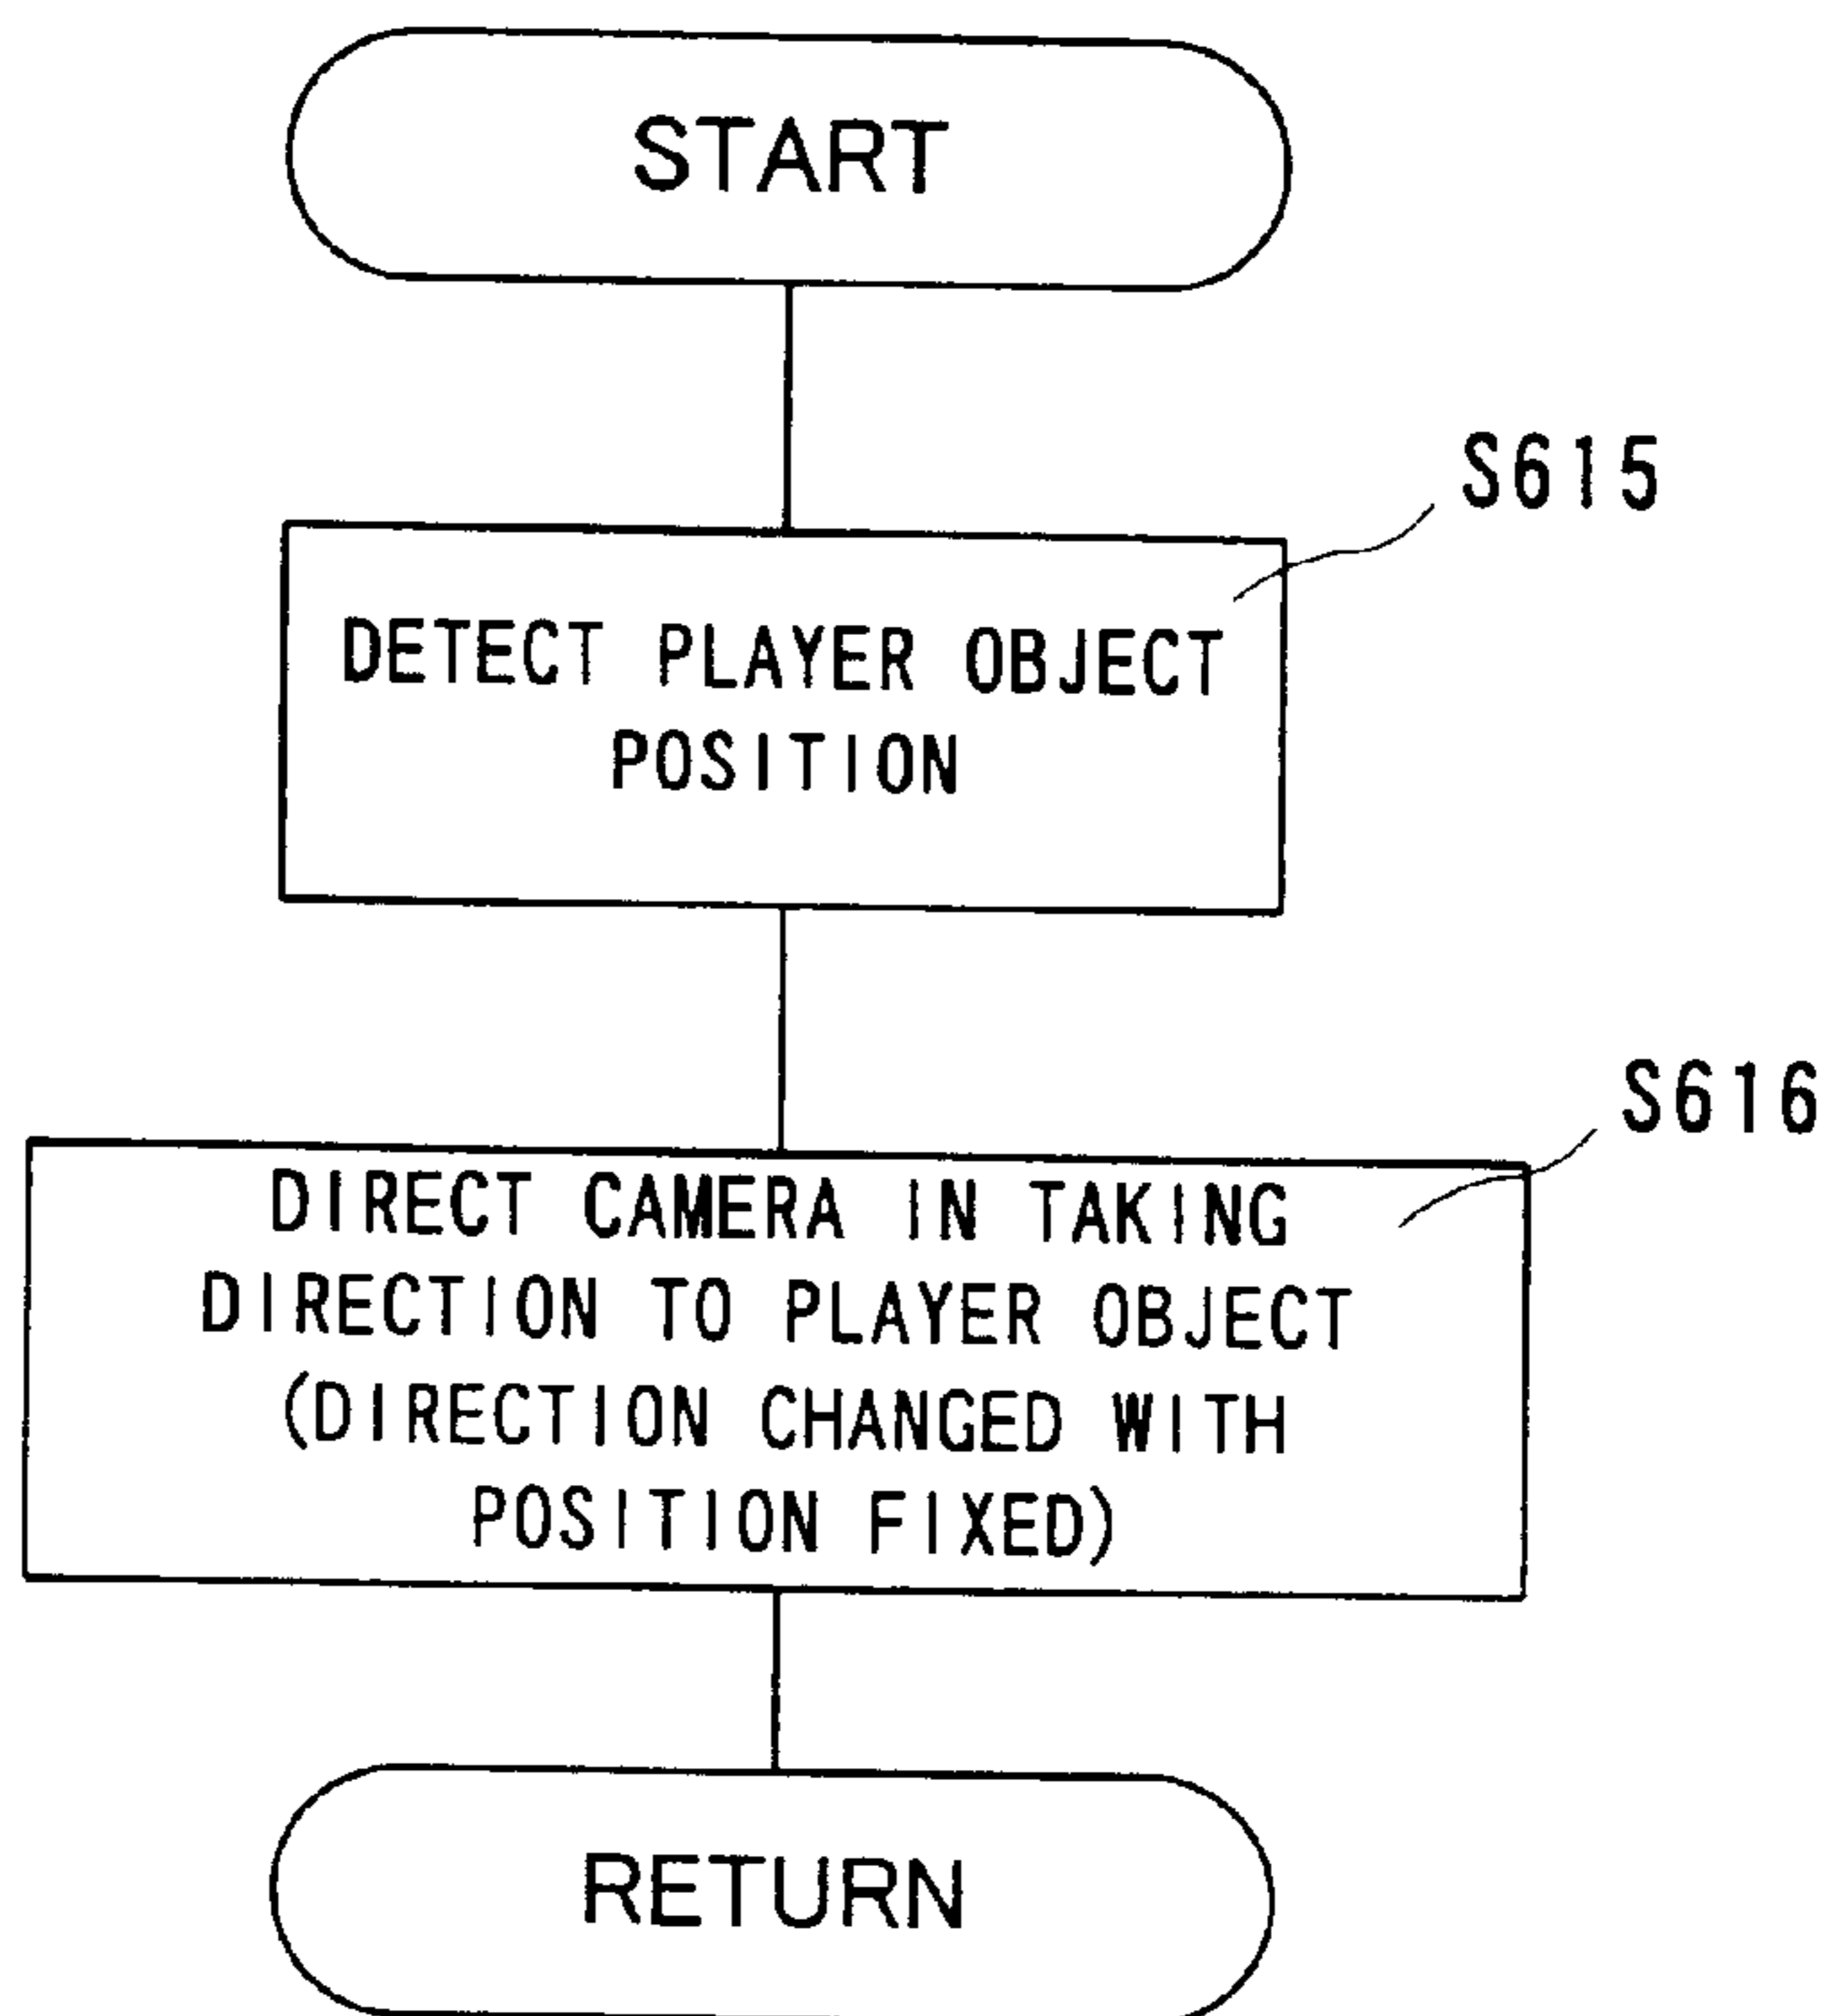 START
S615
DETECT PLAYER OBJECT
POSITION
S616
DIRECT CAMERA IN TAKING
DIRECTION TO PLAYER OBJECT
(DIRECTION CHANGED WITH
POSITION FIXED)
RETURN